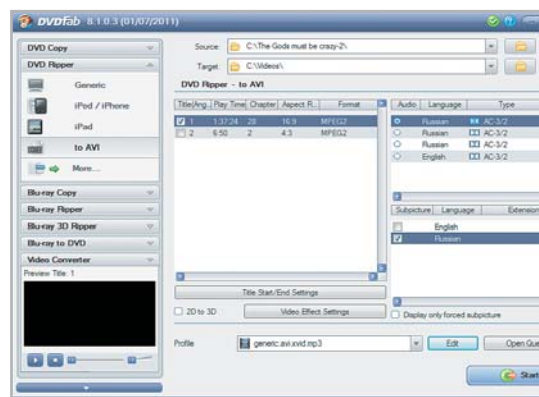 DVDFab 8.1.0.3 (01/07/2011)
DVD Copy
DVD Ripper
Generic
iPod / iPhone
iPad
to AVI
More...
Blu-ray Copy
Blu-ray Ripper
Blu-ray 3D Ripper
Blu-ray to DVD
Video Converter
Preview Title: 1
Source: C:\The Gods must be crazy-2\
Target: C:\Videos\
DVD Ripper - to AVI
Title(Ang.. Play Time Chapter Aspect R... Format
1 1:37:24 28 16:9 MPEG2
2 6:50 2 4:3 MPEG2
Title Start/End Settings
2D to 3D Video Effect Settings
Audio Language Type
Russian AC-3/2
Russian AC-3/2
Russian AC-3/2
English AC-3/2
Subpicture Language Extension
English
Russian
Display only forced subpicture
Profile generic.avi.xvid.mp3 Edit Open Que
Start